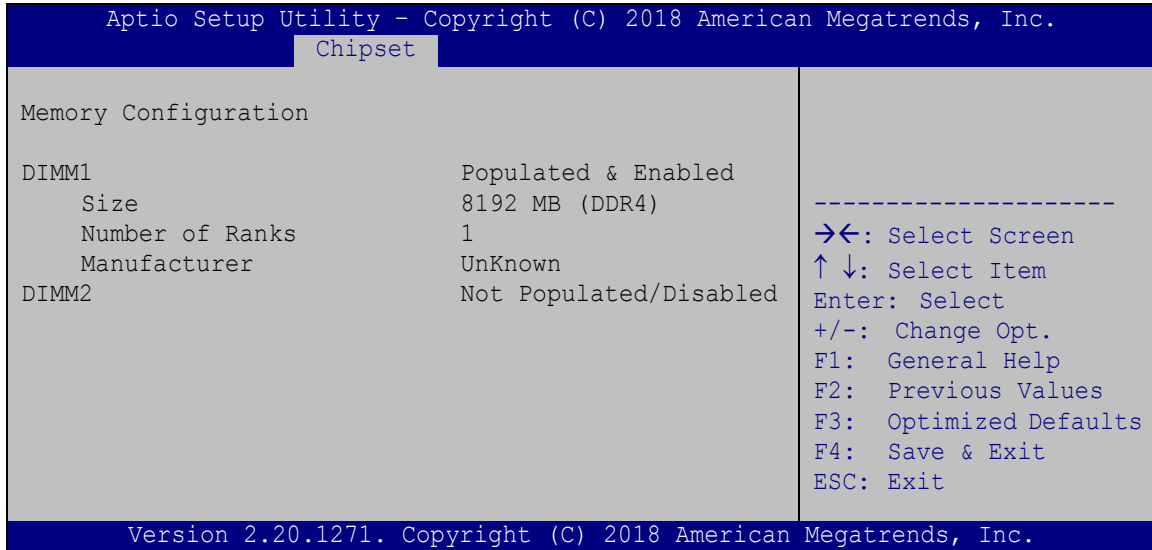 Aptio Setup Utility – Copyright (C) 2018 American Megatrends, Inc.
Chipset
Memory Configuration
DIMM1 Populated & Enabled
Size 8192 MB (DDR4)
Number of Ranks 1
Manufacturer UnKnown
DIMM2 Not Populated/Disabled
---------------------
→←: Select Screen
↑ ↓: Select Item
Enter: Select
+/-: Change Opt.
F1: General Help
F2: Previous Values
F3: Optimized Defaults
F4: Save & Exit
ESC: Exit
Version 2.20.1271. Copyright (C) 2018 American Megatrends, Inc.